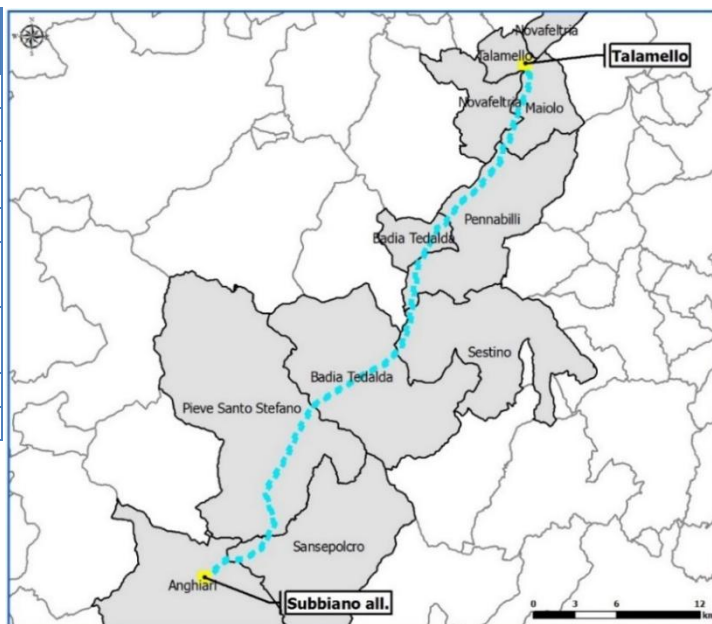 Novafeltria
Talamello
Talamello
Novafeltria
Maiolo
Pennabilli
Badia Tedalda
Sestino
Badia Tedalda
Pieve Santo Stefano
Sansepolcro
Anghiari
Subbiano all.
0 3 6 12
km